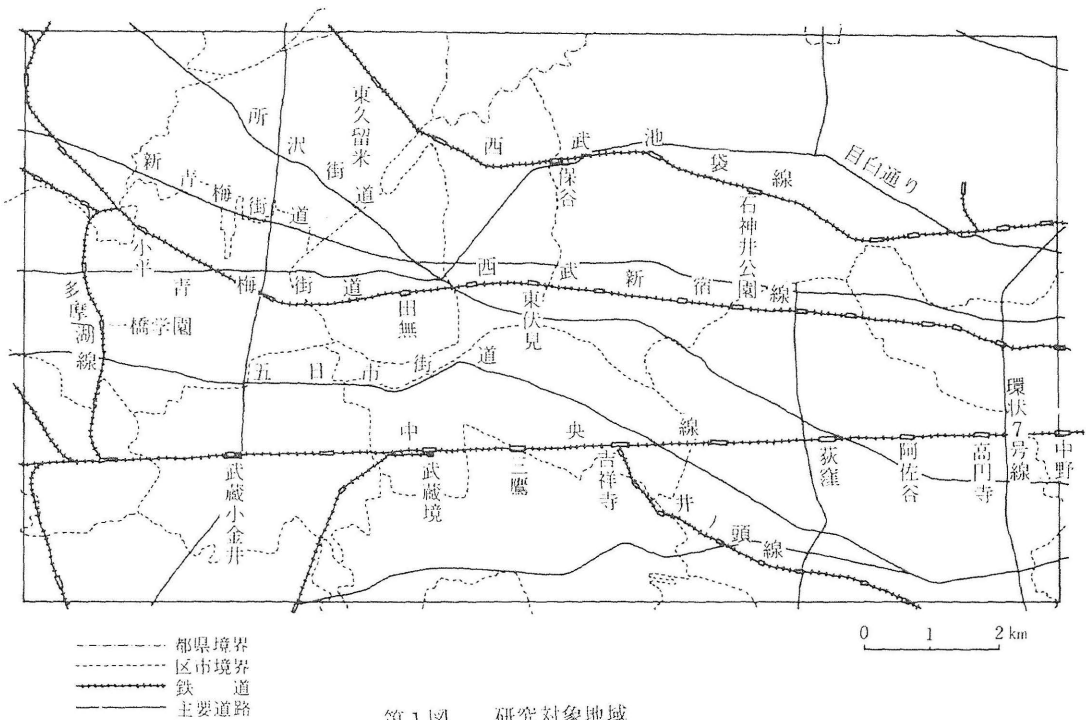 所沢街道
東久留米
西武池袋線
保谷
目白通り
新青梅街道
石神井公園
小平
青梅街道
西武新宿線
田無
東伏見
多摩湖線
一橋学園
五日市街道
中央線
武蔵小金井
武蔵境
三鷹
吉祥寺
井ノ頭線
荻窪
阿佐谷
高円寺
環状7号線
中野
0 1 2km
都県境界
区市境界
鉄道
主要道路
第1図 研究対象地域